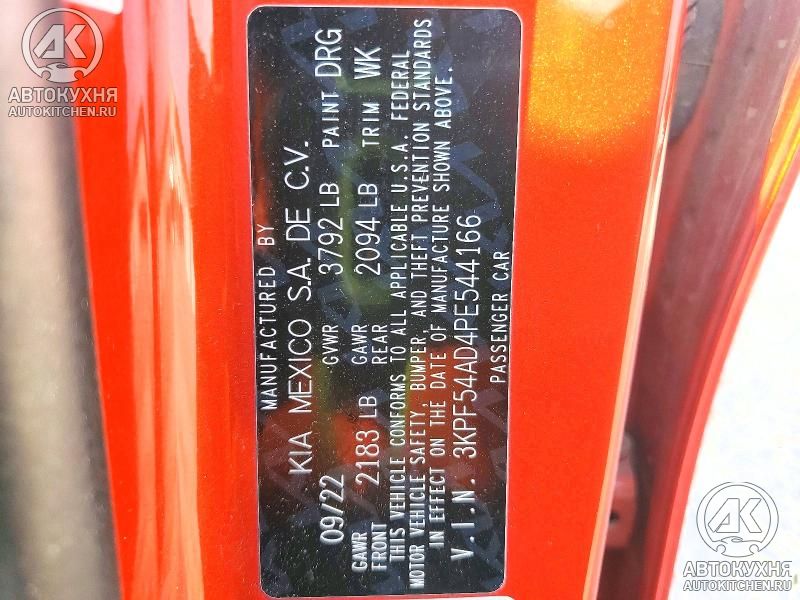 MANUFACTURED BY
KIA MEXICO S.A. DE C.V.
09/22 GVWR 3792 LB PAINT DRG
GAWR FRONT 2183 LB GAWR REAR 2094 LB TRIM WK
THIS VEHICLE CONFORMS TO ALL APPLICABLE U.S.A. FEDERAL
MOTOR VEHICLE SAFETY, BUMPER, AND THEFT PREVENTION STANDARDS
IN EFFECT ON THE DATE OF MANUFACTURE SHOWN ABOVE.
V.I.N. 3KPF54AD4PE544166
PASSENGER CAR
AK
АВТОКУХНЯ
AUTOKITCHEN.RU
AK
АВТОКУХНЯ
AUTOKITCHEN.RU